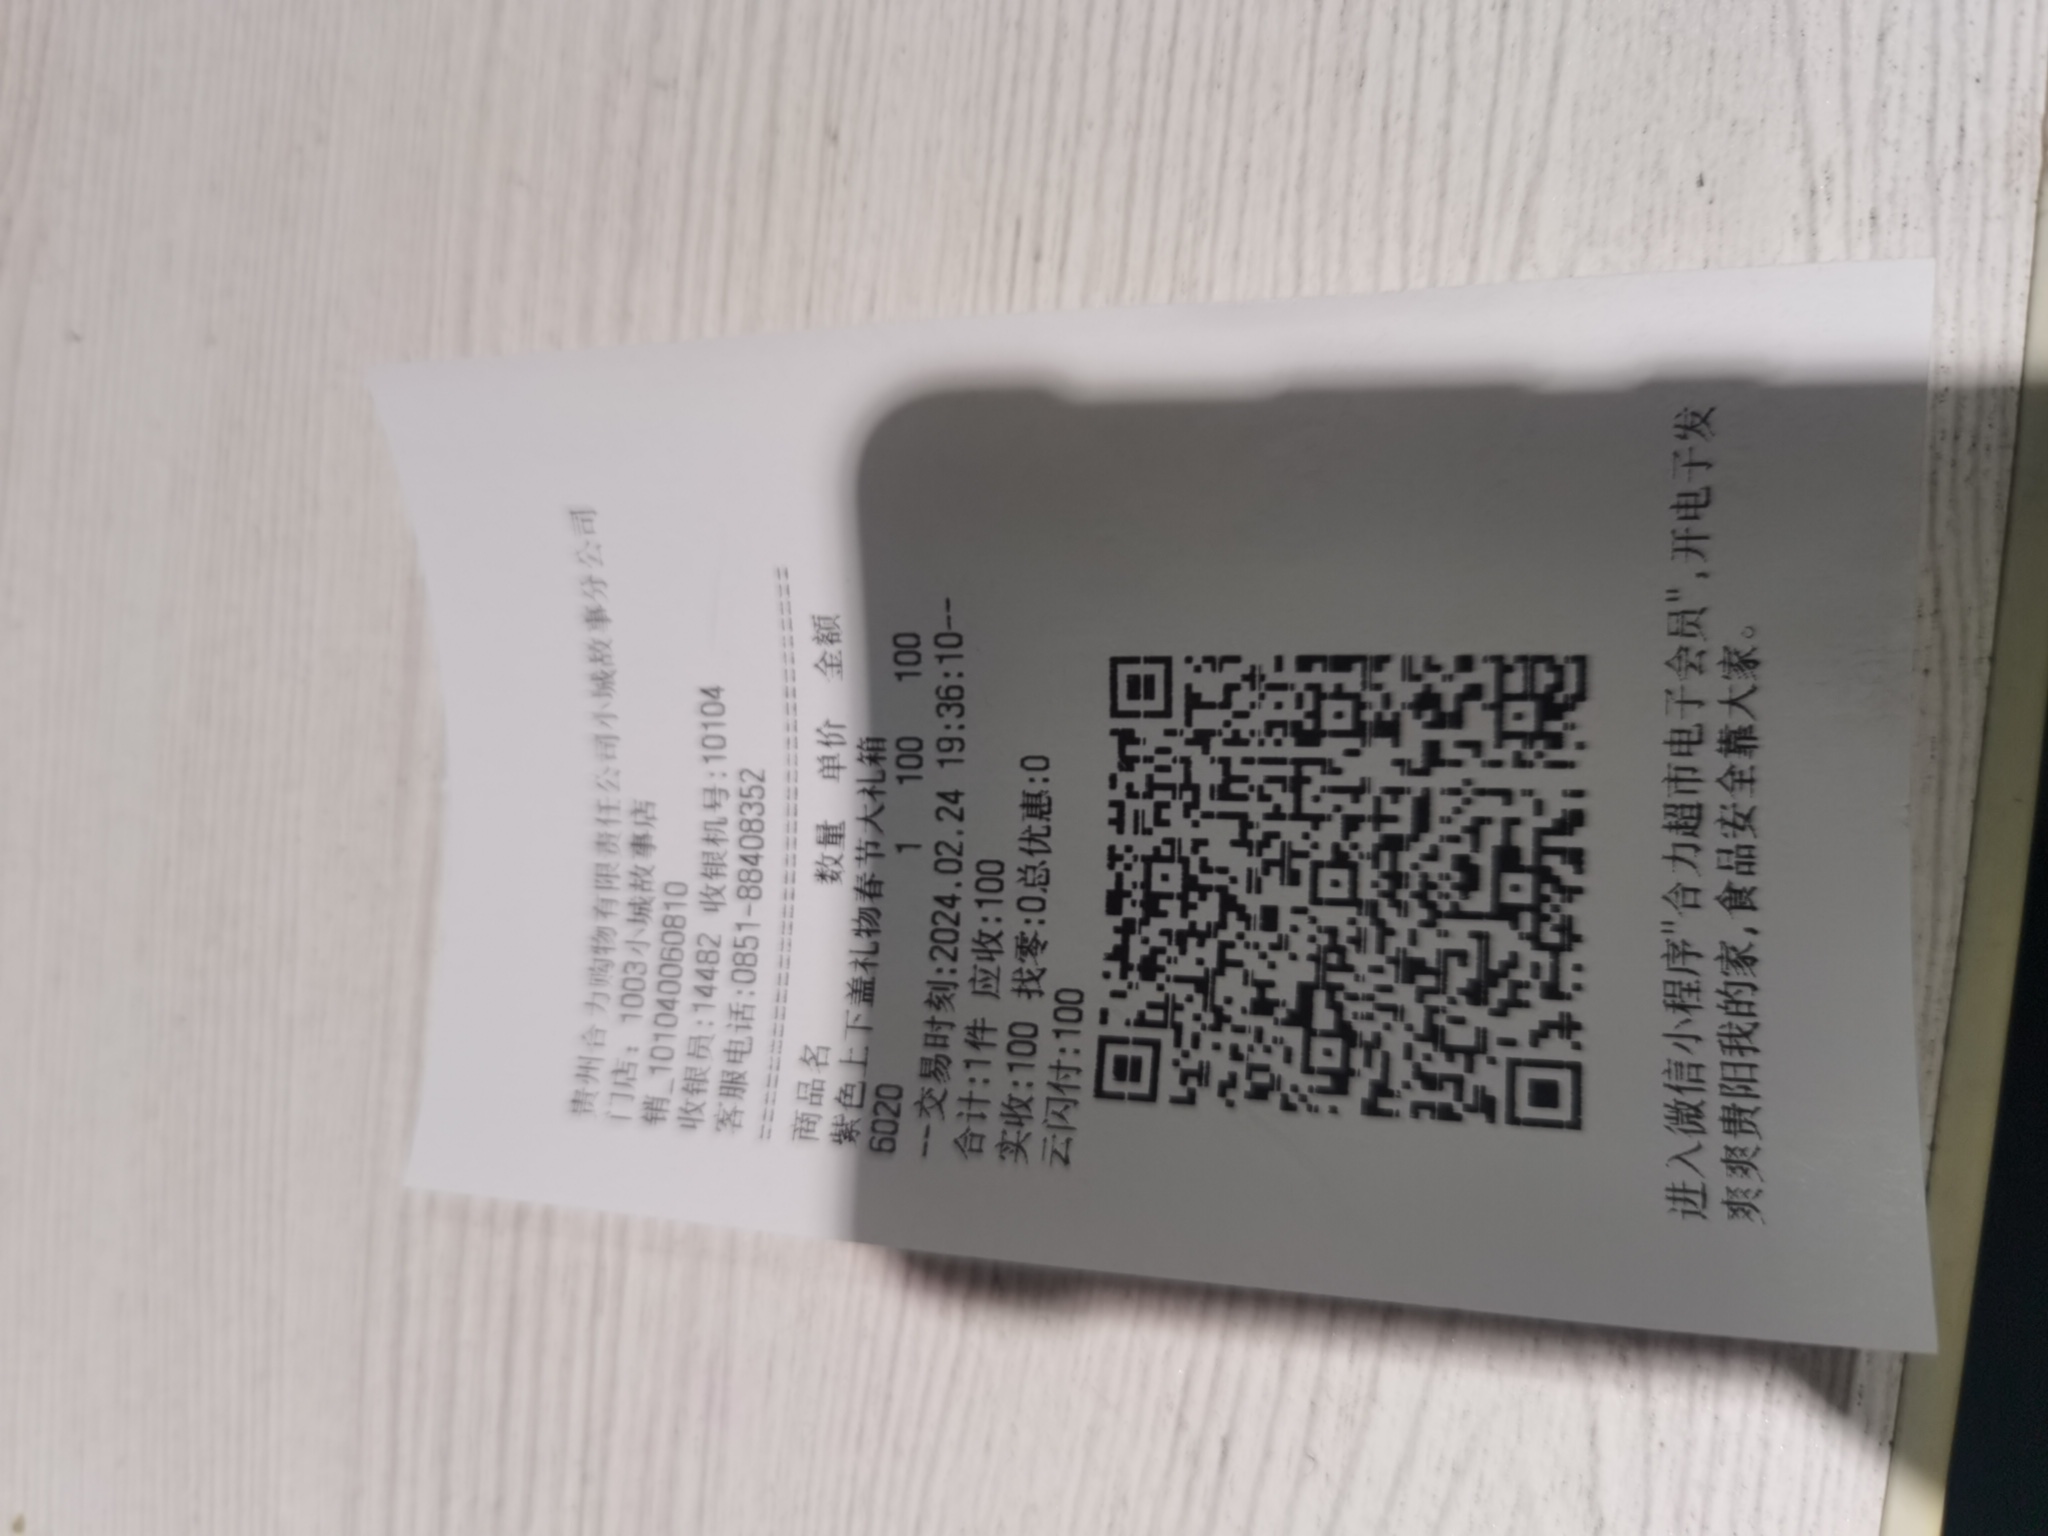 贵州合力购物有限责任公司小城故事分公司
门店：1003小城故事店
销_1010400060810
收银员:14482 收银机号:10104
客服电话:0851-88408352
================================
商品名 数量 单价 金额
紫色上下盖礼物春节大礼箱
6020 1 100 100
--交易时刻:2024.02.24 19:36:10--
合计:1件 应收:100
实收:100 找零:0总优惠:0
云闪付:100
进入微信小程序"合力超市电子会员",开电子发
爽爽贵阳我的家,食品安全靠大家。